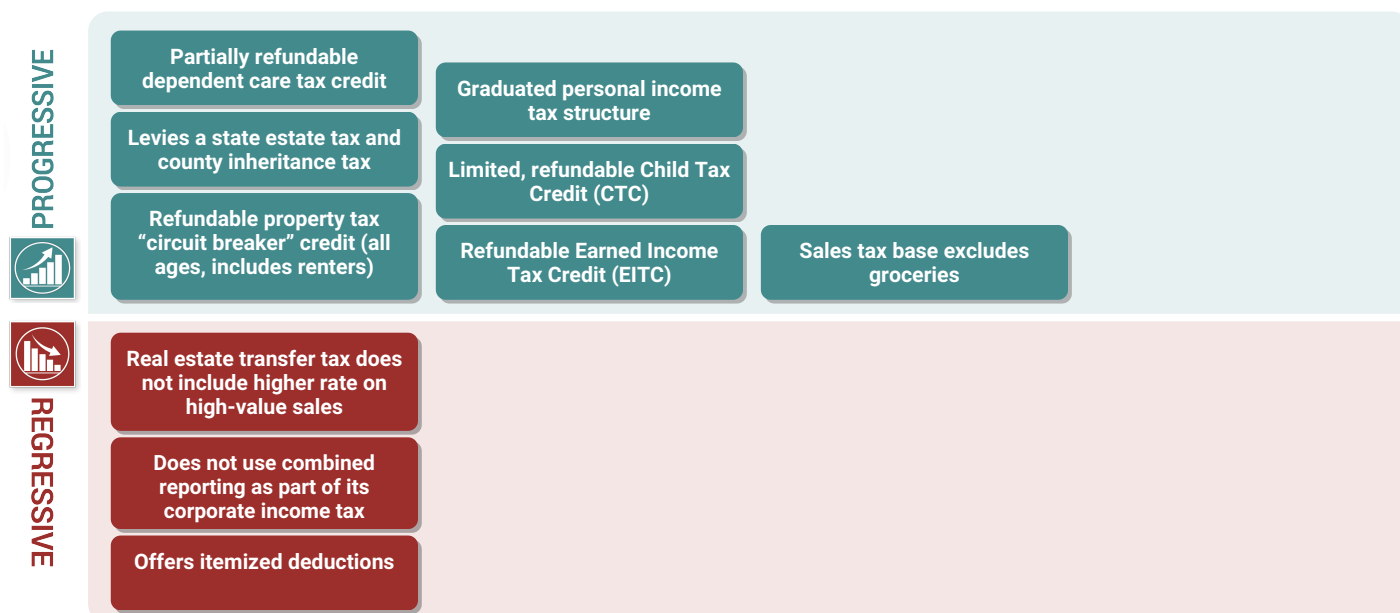 PROGRESSIVE
Partially refundable
dependent care tax credit
Levies a state estate tax and
county inheritance tax
Refundable property tax
“circuit breaker” credit (all
ages, includes renters)
Graduated personal income
tax structure
Limited, refundable Child Tax
Credit (CTC)
Refundable Earned Income
Tax Credit (EITC)
Sales tax base excludes
groceries
REGRESSIVE
Real estate transfer tax does
not include higher rate on
high-value sales
Does not use combined
reporting as part of its
corporate income tax
Offers itemized deductions